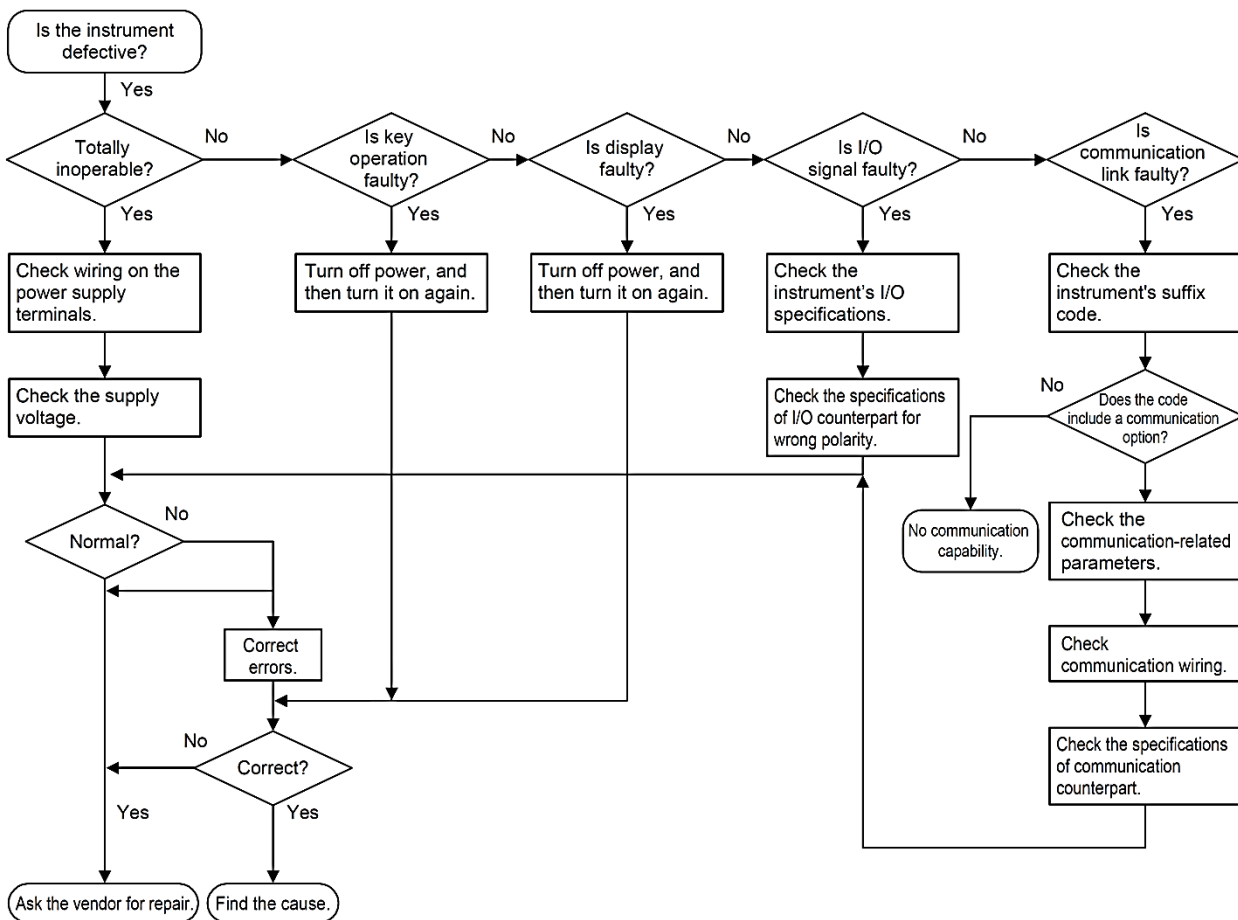 Is the instrument
defective?
Yes
Totally
inoperable?
No
Is key
operation
faulty?
No
Is display
faulty?
No
Is I/O
signal faulty?
No
Is
communication
link faulty?
Yes
Yes
Yes
Yes
Yes
Check wiring on the
power supply
terminals.
Turn off power, and
then turn it on again.
Turn off power, and
then turn it on again.
Check the
instrument's I/O
specifications.
Check the
instrument's suffix
code.
Check the supply
voltage.
Check the specifications
of I/O counterpart for
wrong polarity.
No
Does the code
include a communication
option?
Normal?
No
No communication
capability.
Check the
communication-related
parameters.
Correct
errors.
Check
communication wiring.
No
Correct?
Check the specifications
of communication
counterpart.
Yes
Yes
Ask the vendor for repair.
Find the cause.